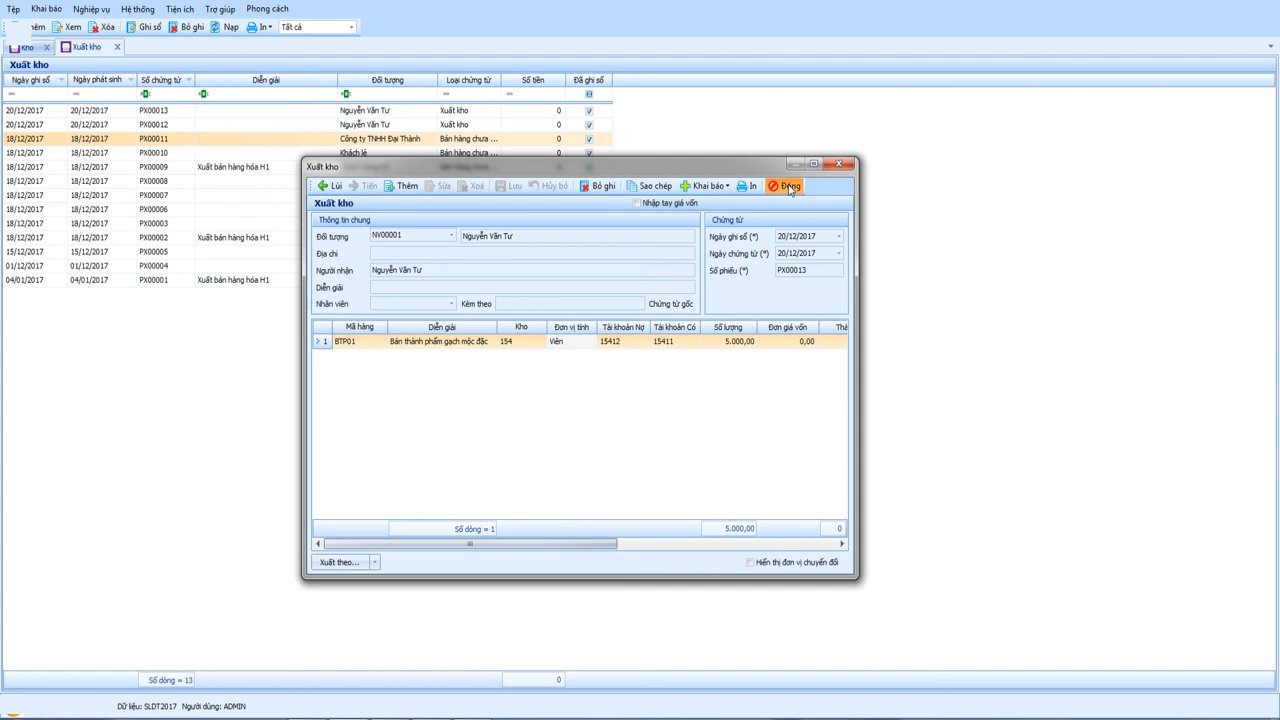 Tệp Khai báo Nghiệp vụ Hệ thống Tiện ích Trợ giúp Phong cách
Xem Xóa Ghi sổ Bỏ ghi Nạp In Tất cả
Kho Xuất kho
Xuất kho
Ngày ghi sổ Ngày phát sinh Số chứng từ Diễn giải Đối tượng Loại chứng từ Số tiền Đã ghi sổ
20/12/2017 20/12/2017 PX00013 Nguyễn Văn Tư Xuất kho 0
20/12/2017 20/12/2017 PX00012 Nguyễn Văn Tư Xuất kho 0
18/12/2017 18/12/2017 PX00011 Công ty TNHH Đại Thành Bán hàng chưa ... 0
18/12/2017 18/12/2017 PX00010 Khách lẻ Bán hàng chưa ... 0
18/12/2017 18/12/2017 PX00009 Xuất bán hàng hóa H1
18/12/2017 18/12/2017 PX00008
18/12/2017 18/12/2017 PX00007
18/12/2017 18/12/2017 PX00006
18/12/2017 18/12/2017 PX00003
18/12/2017 18/12/2017 PX00002 Xuất bán hàng hóa H1
15/12/2017 15/12/2017 PX00005
01/12/2017 01/12/2017 PX00004
04/01/2017 04/01/2017 PX00001 Xuất bán hàng hóa H1
Xuất kho
Lùi Tiến Thêm Sửa Xoá Lưu Hủy bỏ Bỏ ghi Sao chép Khai báo In Đóng
Xuất kho Nhập tay giá vốn
Thông tin chung Chứng từ
Đối tượng NV00001 Nguyễn Văn Tư Ngày ghi sổ (*) 20/12/2017
Địa chỉ Ngày chứng từ (*) 20/12/2017
Người nhận Nguyễn Văn Tư Số phiếu (*) PX00013
Diễn giải
Nhân viên Kèm theo Chứng từ gốc
Mã hàng Diễn giải Kho Đơn vị tính Tài khoản Nợ Tài khoản Có Số lượng Đơn giá vốn
1 BTP01 Bán thành phẩm gạch mộc đặc 154 Viên 15412 15411 5.000,00 0,00
Số dòng = 1 5.000,00 0
Xuất theo... Hiển thị đơn vị chuyển đổi
Số dòng = 13 0
Dữ liệu: SLDT2017 Người dùng: ADMIN